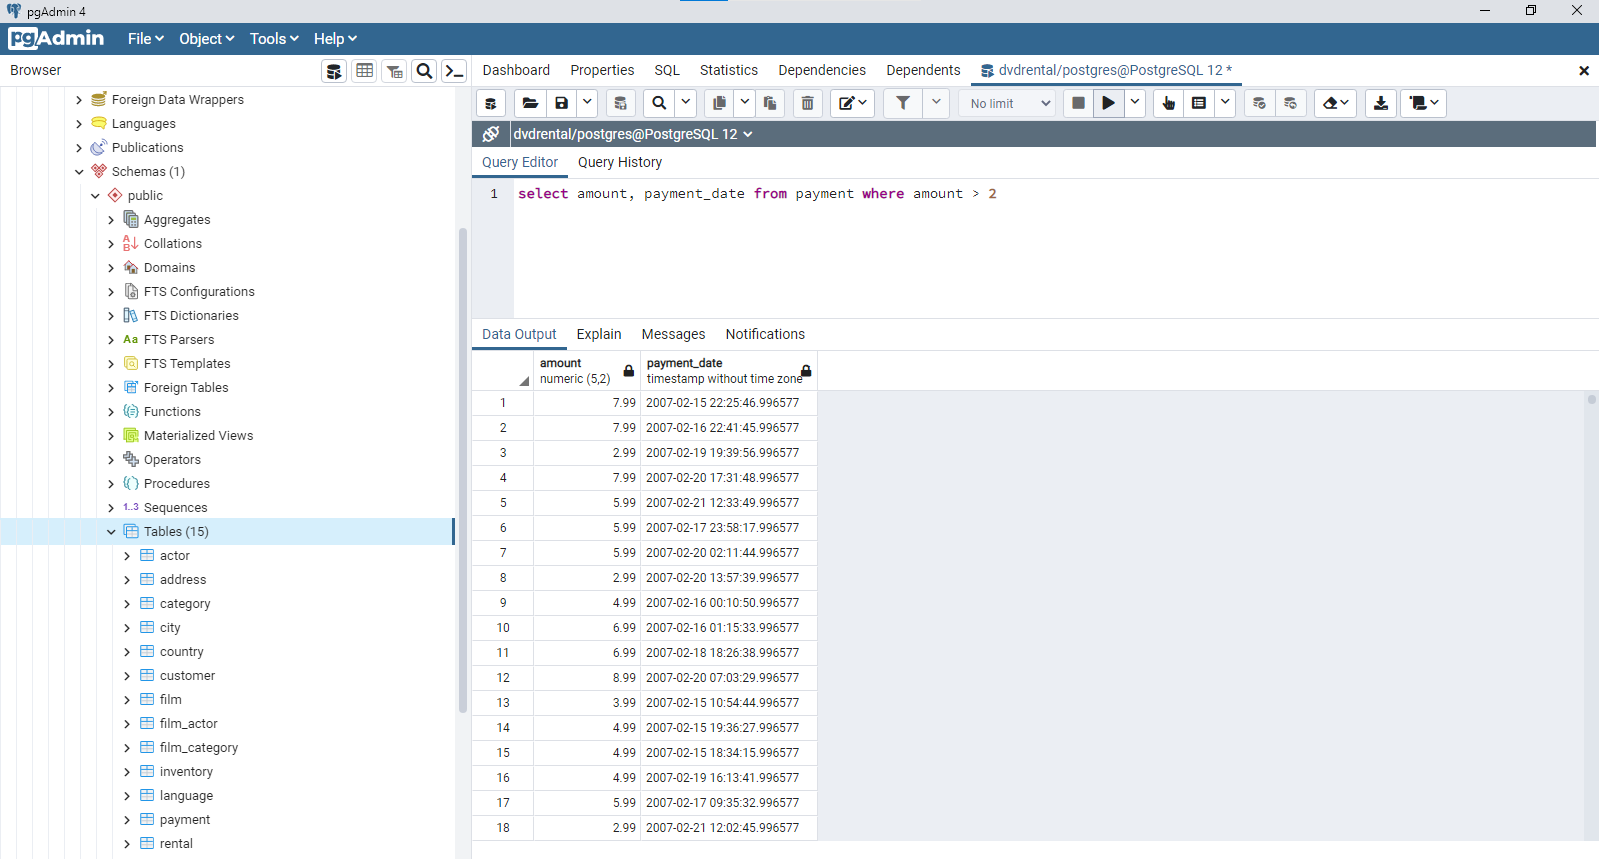 pgAdmin 4
pgAdmin File Object Tools Help
Browser
Dashboard Properties SQL Statistics Dependencies Dependents dvdrental/postgres@PostgreSQL 12 *
No limit
dvdrental/postgres@PostgreSQL 12
Query Editor Query History
1 select amount, payment_date from payment where amount > 2
Foreign Data Wrappers
Languages
Publications
Schemas (1)
public
Aggregates
Collations
Domains
FTS Configurations
FTS Dictionaries
Aa FTS Parsers
FTS Templates
Foreign Tables
Functions
Materialized Views
Operators
Procedures
1..3 Sequences
Tables (15)
actor
address
category
city
country
customer
film
film_actor
film_category
inventory
language
payment
rental
Data Output Explain Messages Notifications
amount payment_date
numeric (5,2) timestamp without time zone
1 7.99 2007-02-15 22:25:46.996577
2 7.99 2007-02-16 22:41:45.996577
3 2.99 2007-02-19 19:39:56.996577
4 7.99 2007-02-20 17:31:48.996577
5 5.99 2007-02-21 12:33:49.996577
6 5.99 2007-02-17 23:58:17.996577
7 5.99 2007-02-20 02:11:44.996577
8 2.99 2007-02-20 13:57:39.996577
9 4.99 2007-02-16 00:10:50.996577
10 6.99 2007-02-16 01:15:33.996577
11 6.99 2007-02-18 18:26:38.996577
12 8.99 2007-02-20 07:03:29.996577
13 3.99 2007-02-15 10:54:44.996577
14 4.99 2007-02-15 19:36:27.996577
15 4.99 2007-02-15 18:34:15.996577
16 4.99 2007-02-19 16:13:41.996577
17 5.99 2007-02-17 09:35:32.996577
18 2.99 2007-02-21 12:02:45.996577